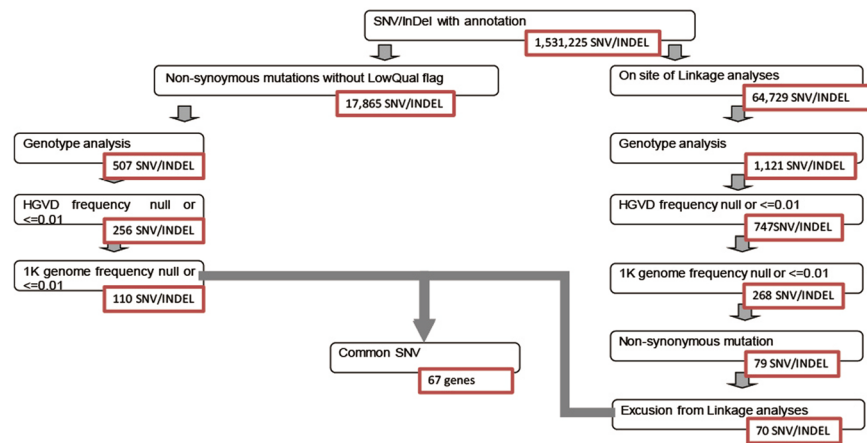 SNV/InDel with annotation
1,531,225 SNV/INDEL
Non-synoymous mutations without LowQual flag
17,865 SNV/INDEL
On site of Linkage analyses
64,729 SNV/INDEL
Genotype analysis
507 SNV/INDEL
Genotype analysis
1,121 SNV/INDEL
HGVD frequency null or
<=0.01
256 SNV/INDEL
HGVD frequency null or <=0.01
747SNV/INDEL
1K genome frequency null or
<=0.01
110 SNV/INDEL
1K genome frequency null or <=0.01
268 SNV/INDEL
Common SNV
67 genes
Non-synonymous mutation
79 SNV/INDEL
Excusion from Linkage analyses
70 SNV/INDEL